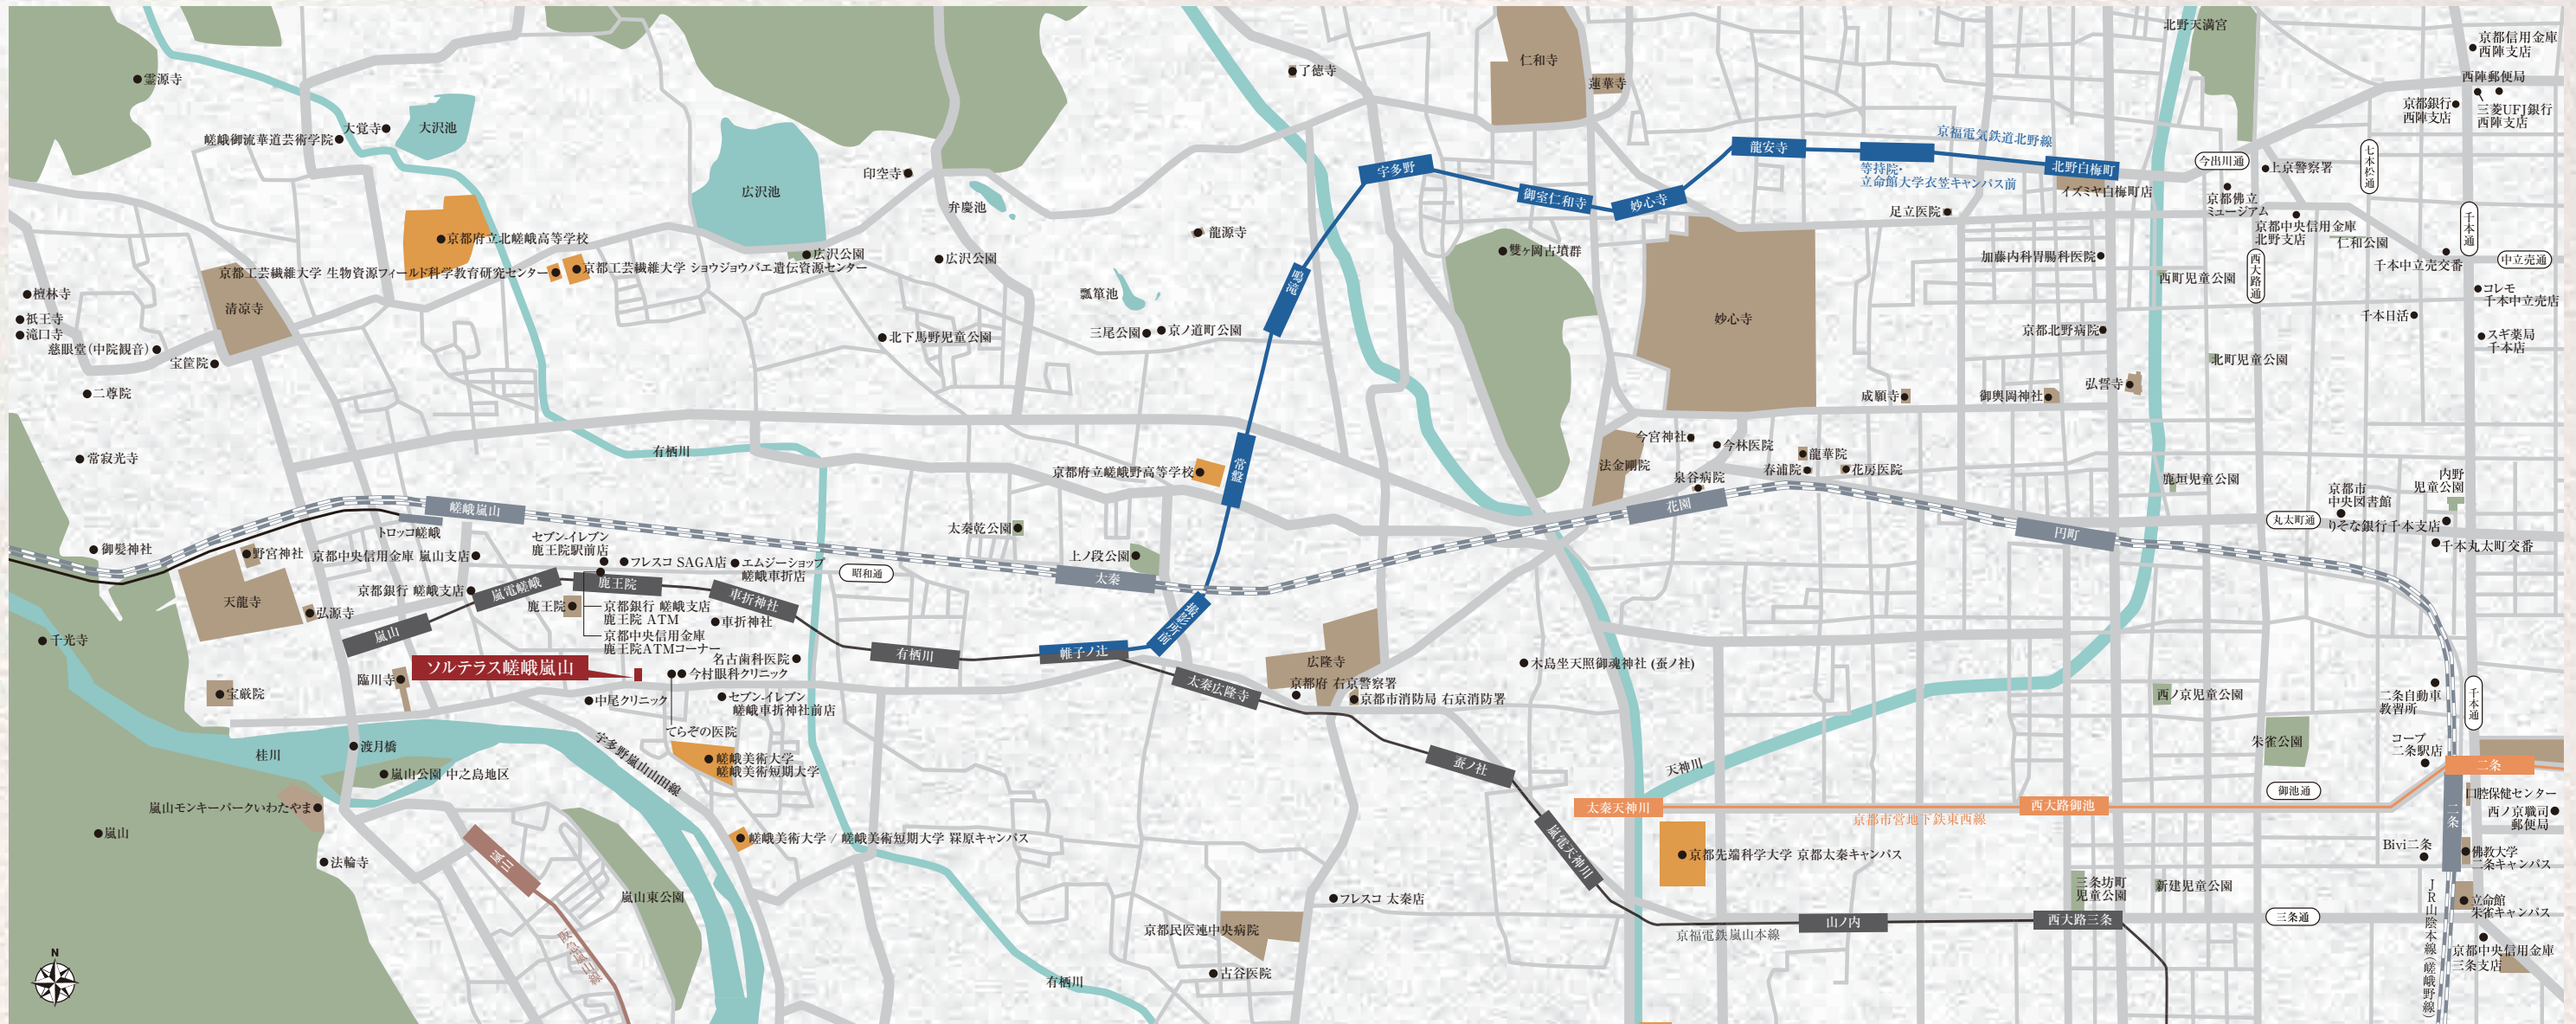 北野天満宮
京都信用金庫
西陣支店
霊源寺
了徳寺
仁和寺
蓮華寺
西陣郵便局
京都銀行
西陣支店
三菱UFJ銀行
西陣支店
大覚寺
大沢池
嵯峨御流華道芸術学院
京福電気鉄道北野線
龍安寺
等持院・
立命館大学衣笠キャンパス前
北野白梅町
イズミヤ白梅町店
今出川通
上京警察署
七本松通
宇多野
御室仁和寺
妙心寺
印空寺
広沢池
弁慶池
足立医院
京都佛立
ミュージアム
京都中央信用金庫
北野支店
仁和公園
千本通
千本中立売交番
中立売通
龍源寺
京都府立北嵯峨高等学校
広沢公園
広沢公園
雙ヶ岡古墳群
加藤内科胃腸科医院
西大路通
西町児童公園
京都工芸繊維大学 生物資源フィールド科学教育研究センター
京都工芸繊維大学 ショウジョウバエ遺伝資源センター
鳴滝
瓢箪池
檀林寺
清凉寺
コレモ
千本中立売店
祇王寺
滝口寺
三尾公園
京ノ道町公園
妙心寺
京都北野病院
千本日活
北下馬野児童公園
スギ薬局
千本店
慈眼堂(中院観音)
宝筐院
北町児童公園
二尊院
成願寺
御輿岡神社
弘誓寺
今宮神社
今林医院
龍華院
有栖川
常寂光寺
京都府立嵯峨野高等学校
常盤
法金剛院
泉谷病院
春浦院
花房医院
鹿垣児童公園
内野
児童公園
京都市
中央図書館
嵯峨嵐山
花園
トロッコ嵯峨
太秦乾公園
円町
丸太町通
りそな銀行千本支店
千本丸太町交番
御髪神社
野宮神社
京都中央信用金庫 嵐山支店
セブン-イレブン
鹿王院駅前店
フレスコ SAGA店
エムジーショップ
嵯峨車折店
昭和通
上ノ段公園
太秦
天龍寺
京都銀行 嵯峨支店
嵐電嵯峨
鹿王院
車折神社
撮影所前
弘源寺
鹿王院
京都銀行 嵯峨支店
鹿王院 ATM
車折神社
千光寺
嵐山
京都中央信用金庫
鹿王院ATMコーナー
有栖川
帷子ノ辻
名古歯科医院
今村眼科クリニック
ソルテラス嵯峨嵐山
広隆寺
木島坐天照御魂神社 (蚕ノ社)
臨川寺
太秦広隆寺
京都府 右京警察署
京都市消防局 右京消防署
宝厳院
中尾クリニック
セブン-イレブン
嵯峨車折神社前店
てらぞの医院
西ノ京児童公園
二条自動車
教習所
千本通
渡月橋
桂川
宇多野嵐山山田線
嵯峨美術大学
嵯峨美術短期大学
朱雀公園
コープ
二条駅店
嵐山公園 中之島地区
蚕ノ社
天神川
二条
嵐山モンキーパークいわたやま
嵐山
太秦天神川
西大路御池
京都市営地下鉄東西線
御池通
口腔保健センター
西ノ京職司
郵便局
二条
嵯峨美術大学 / 嵯峨美術短期大学 罧原キャンパス
嵐電天神川
京都先端科学大学 京都太秦キャンパス
Bivi二条
佛教大学
二条キャンパス
法輪寺
嵐山
嵐山東公園
フレスコ 太秦店
三条坊町
児童公園
新建児童公園
立命館
朱雀キャンパス
三条通
京都民医連中央病院
京福電鉄嵐山本線
山ノ内
西大路三条
JR山陰本線(嵯峨野線)
京都中央信用金庫
三条支店
阪急嵐山線
古谷医院
有栖川
N